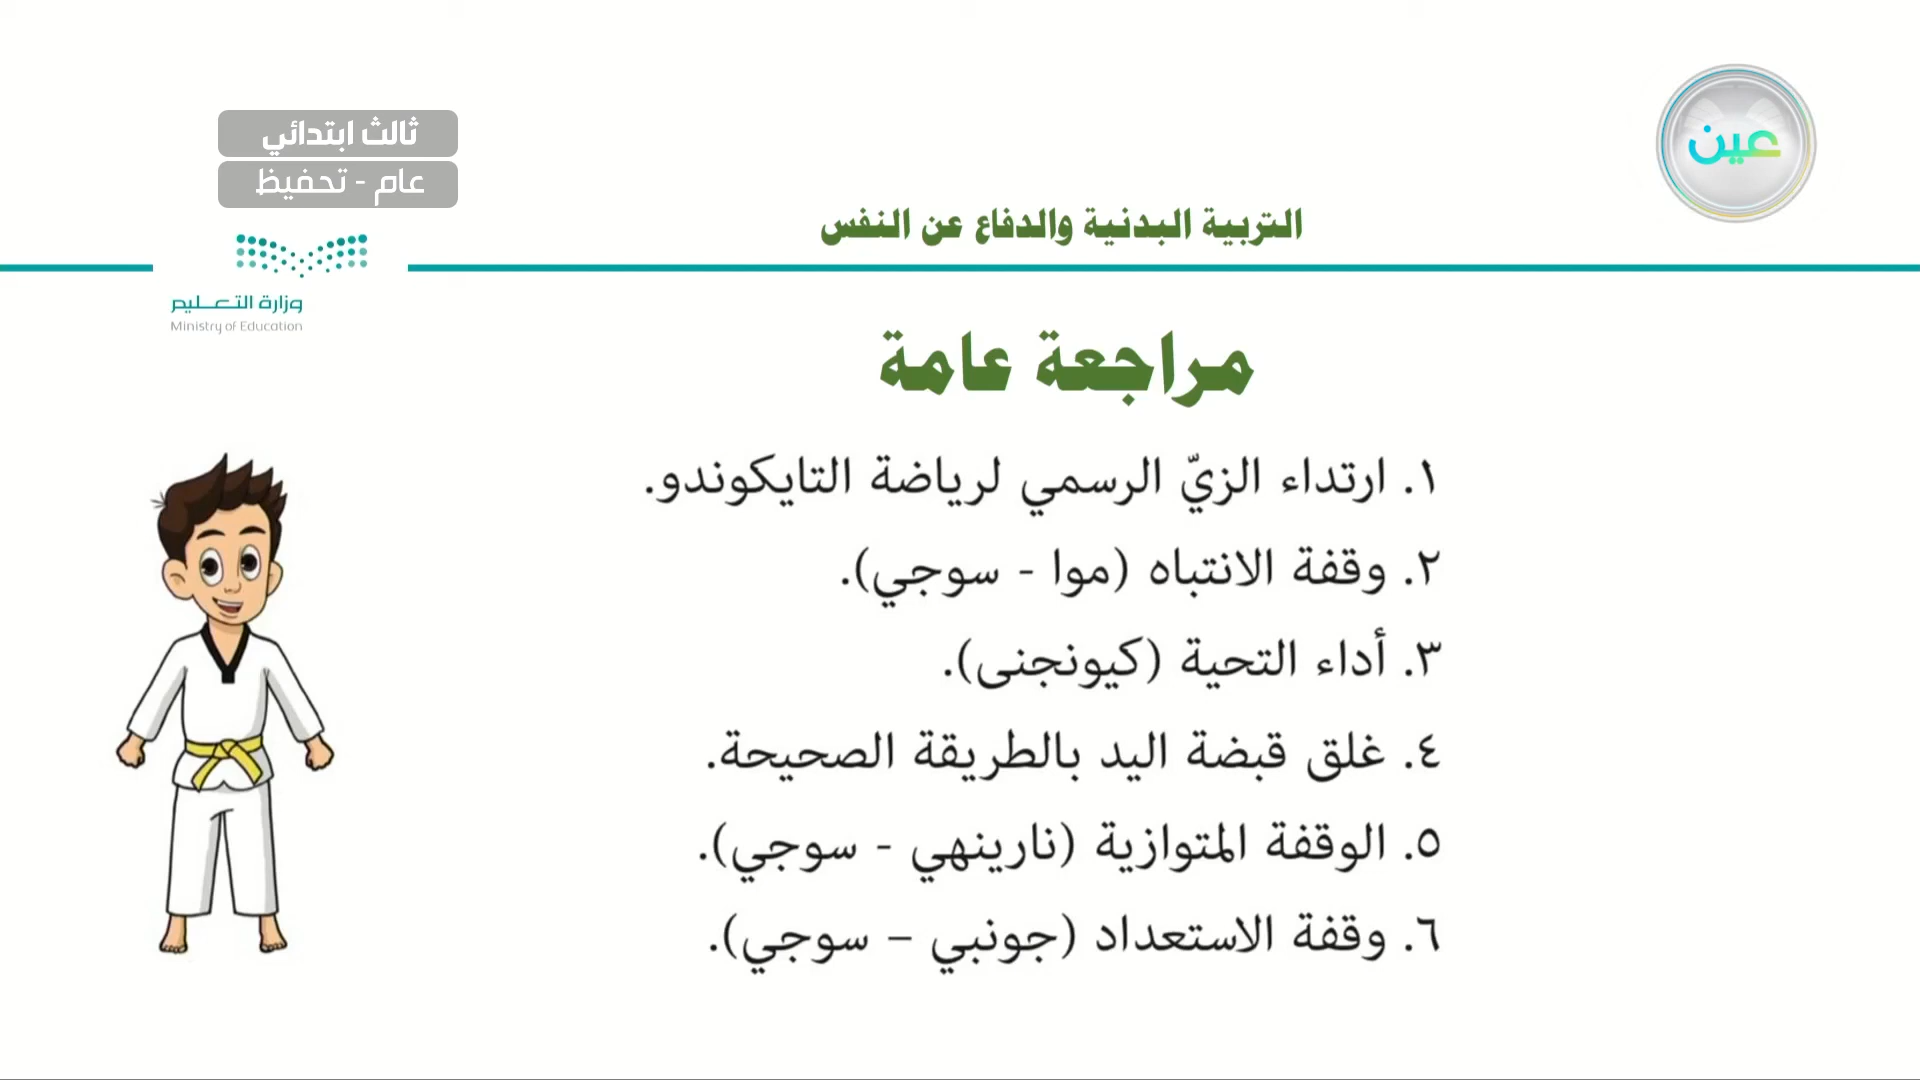 عين
ثالث ابتدائي
عام - تحفيظ
التربية البدنية والدفاع عن النفس
وزارة التعليم
Ministry of Education
مراجعة عامة
١. ارتداء الزيّ الرسمي لرياضة التايكوندو.
٢. وقفة الانتباه (موا - سوجي).
٣. أداء التحية (كيونجنى).
٤. غلق قبضة اليد بالطريقة الصحيحة.
٥. الوقفة المتوازية (نارينهي - سوجي).
٦. وقفة الاستعداد (جونبي – سوجي).